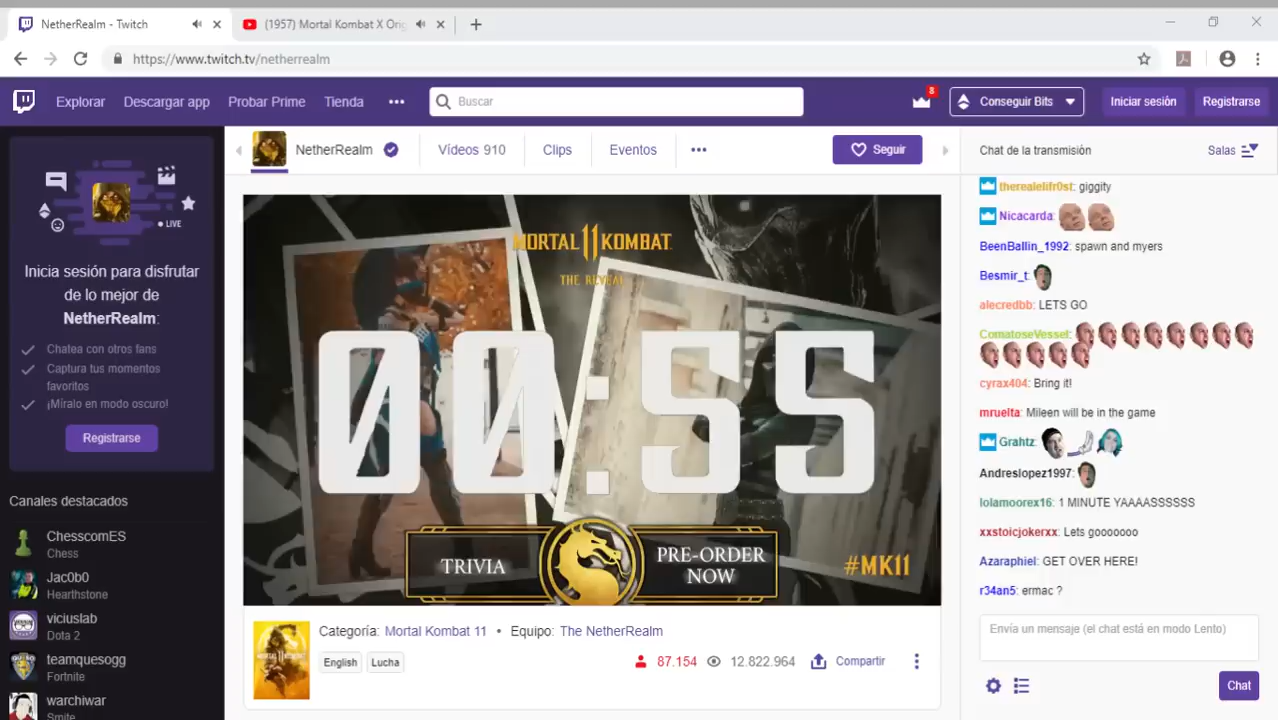 NetherRealm - Twitch
(1957) Mortal Kombat X Orig
https://www.twitch.tv/netherrealm
Explorar
Descargar app
Probar Prime
Tienda
Buscar
8
Conseguir Bits
Iniciar sesión
Registrarse
LIVE
Inicia sesión para disfrutar
de lo mejor de
NetherRealm:
Chatea con otros fans
Captura tus momentos
favoritos
¡Míralo en modo oscuro!
Registrarse
Canales destacados
ChesscomES
Chess
Jac0b0
Hearthstone
viciuslab
Dota 2
teamquesogg
Fortnite
warchiwar
Smite
NetherRealm
Vídeos 910
Clips
Eventos
Seguir
MORTAL 11 KOMBAT
THE REVEAL
00:55
TRIVIA
PRE-ORDER
NOW
#MK11
Categoría: Mortal Kombat 11 • Equipo: The NetherRealm
English
Lucha
87.154
12.822.964
Compartir
Chat de la transmisión
Salas
therealelifr0st: giggity
Nicacarda:
BeenBallin_1992: spawn and myers
Besmir_t:
alecredbb: LETS GO
ComatoseVessel:
cyrax404: Bring it!
mruelta: Mileen will be in the game
Grahtz:
Andreslopez1997:
lolamoorex16: 1 MINUTE YAAAASSSSSS
xxstoicjokerxx: Lets gooooooo
Azaraphiel: GET OVER HERE!
r34an5: ermac ?
Envía un mensaje (el chat está en modo Lento)
Chat